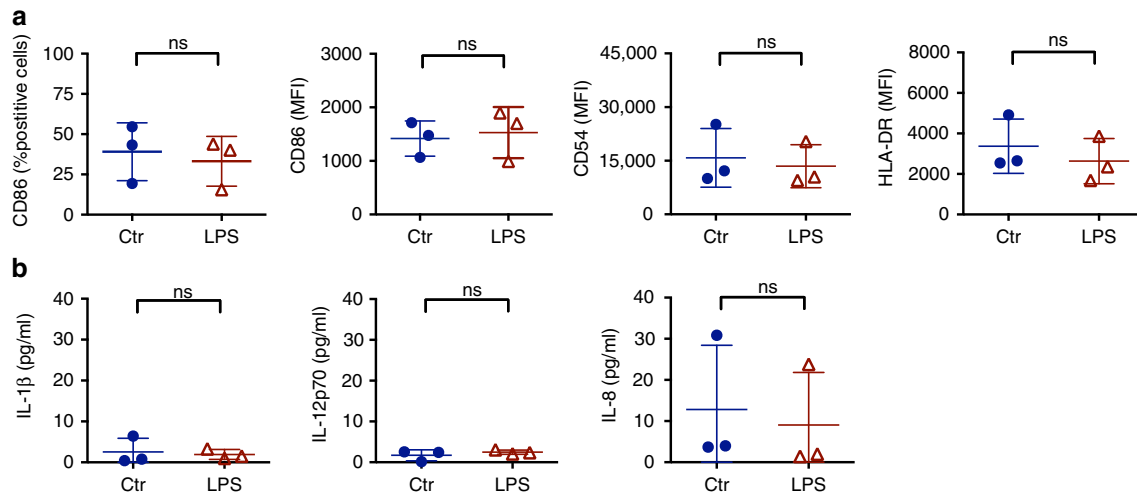 a
CD86 (%postitive cells)
100
75
50
25
0
ns
Ctr
LPS
CD86 (MFI)
3000
2000
1000
0
ns
Ctr
LPS
CD54 (MFI)
45,000
30,000
15,000
0
ns
Ctr
LPS
HLA-DR (MFI)
8000
6000
4000
2000
0
ns
Ctr
LPS
b
IL-1β (pg/ml)
40
30
20
10
0
ns
Ctr
LPS
IL-12p70 (pg/ml)
40
30
20
10
0
ns
Ctr
LPS
IL-8 (pg/ml)
40
30
20
10
0
ns
Ctr
LPS